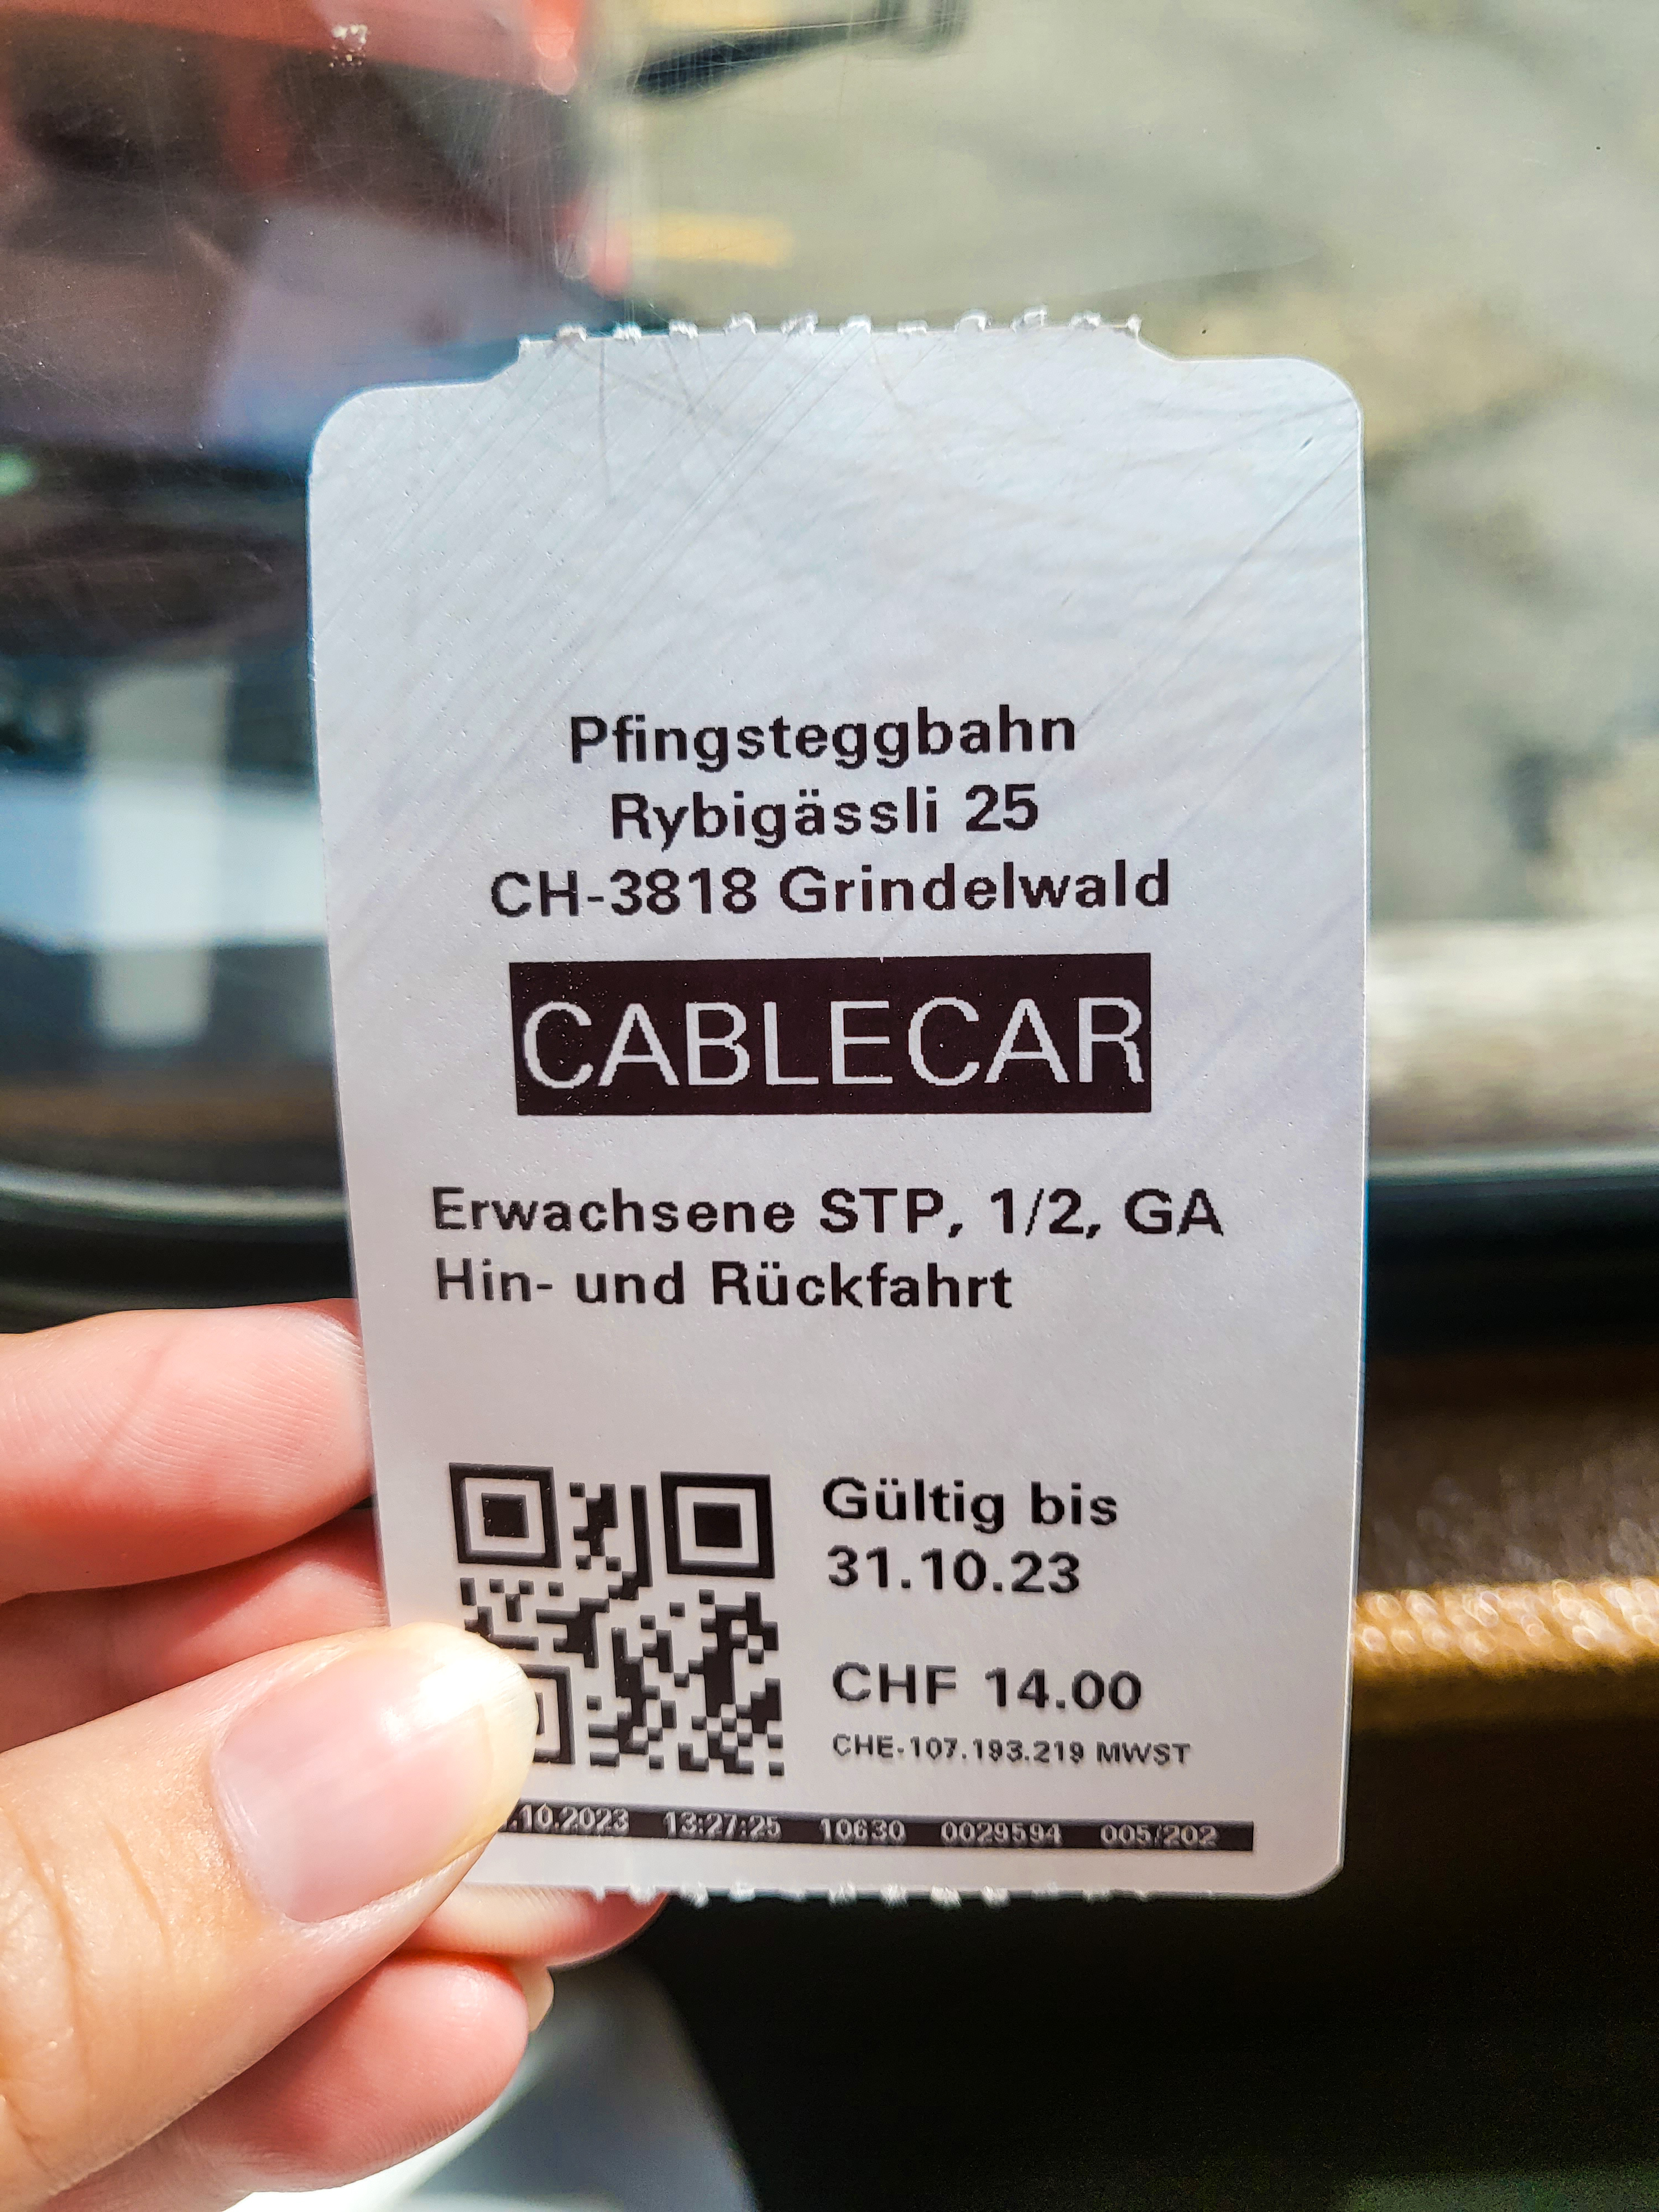 Pfingsteggbahn
Rybigässli 25
CH-3818 Grindelwald
CABLECAR
Erwachsene STP, 1/2, GA
Hin- und Rückfahrt
Gültig bis
31.10.23
CHF 14.00
CHE-107.193.219 MWST
.10.2023 13:27:25 10630 0029594 005/202